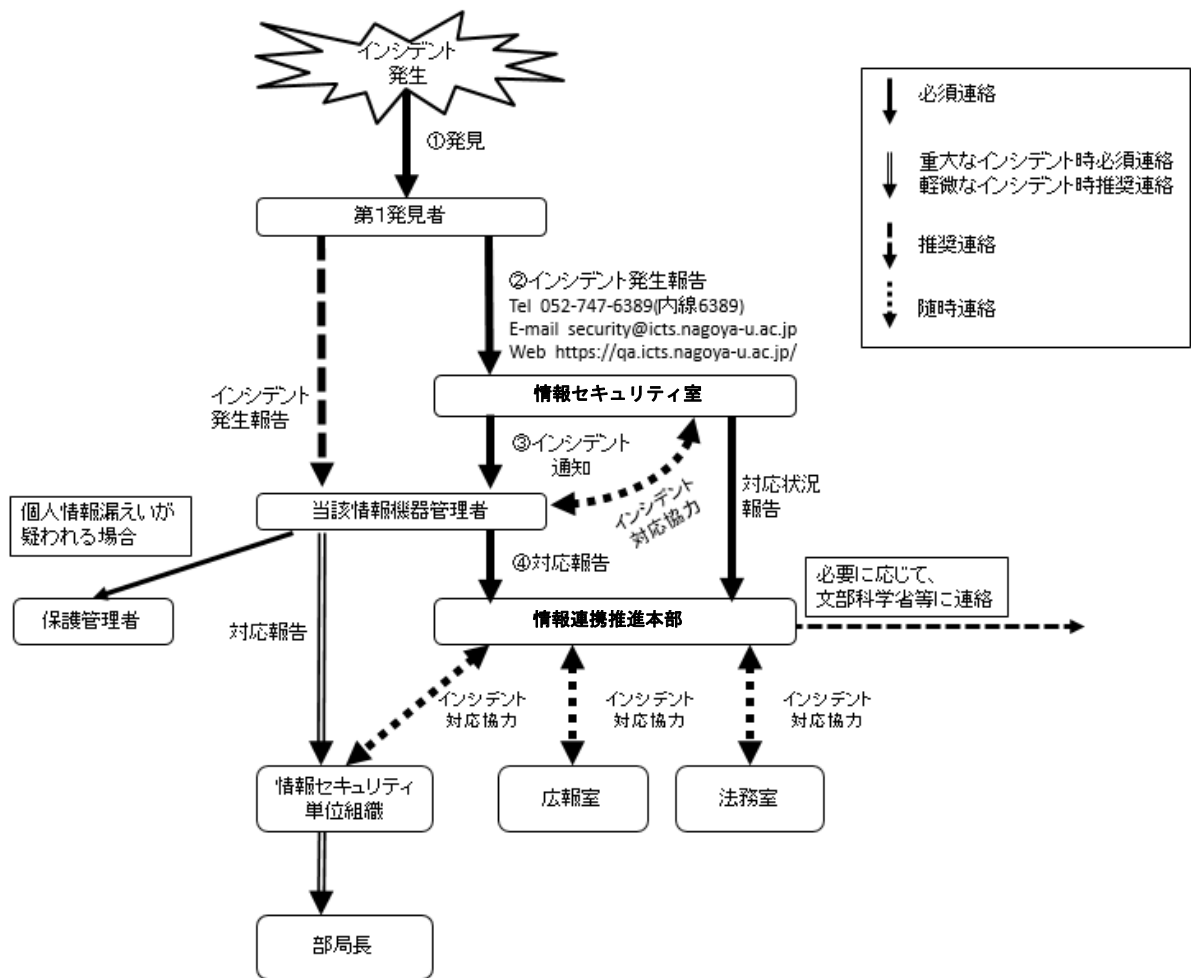 インシデント
発生
①発見
第1発見者
必須連絡
重大なインシデント時必須連絡
軽微なインシデント時推奨連絡
推奨連絡
随時連絡
②インシデント発生報告
Tel 052-747-6389(内線6389)
E-mail security@icts.nagoya-u.ac.jp
Web https://qa.icts.nagoya-u.ac.jp/
インシデント
発生報告
情報セキュリティ室
③インシデント
通知
インシデント
対応協力
対応状況
報告
当該情報機器管理者
個人情報漏えいが
疑われる場合
保護管理者
④対応報告
対応報告
必要に応じて、
文部科学省等に連絡
情報連携推進本部
インシデント
対応協力
インシデント
対応協力
インシデント
対応協力
情報セキュリティ
単位組織
広報室
法務室
部局長